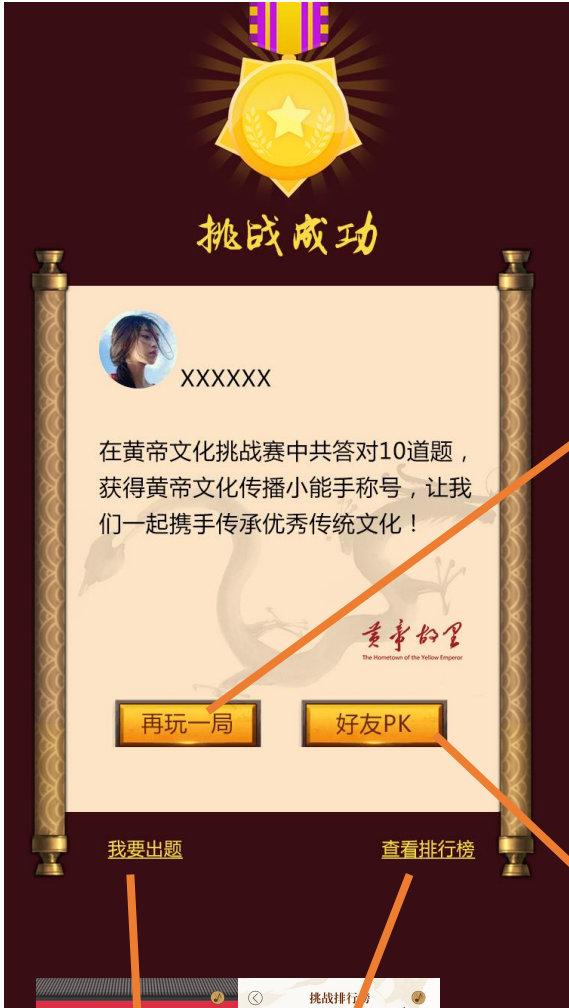 挑战成功
XXXXXX
在黄帝文化挑战赛中共答对10道题，
获得黄帝文化传播小能手称号，让我
们一起携手传承优秀传统文化！
黄帝故里
The Hometown of the Yellow Emperor
再玩一局 好友PK
我要出题 查看排行榜
挑战排行榜